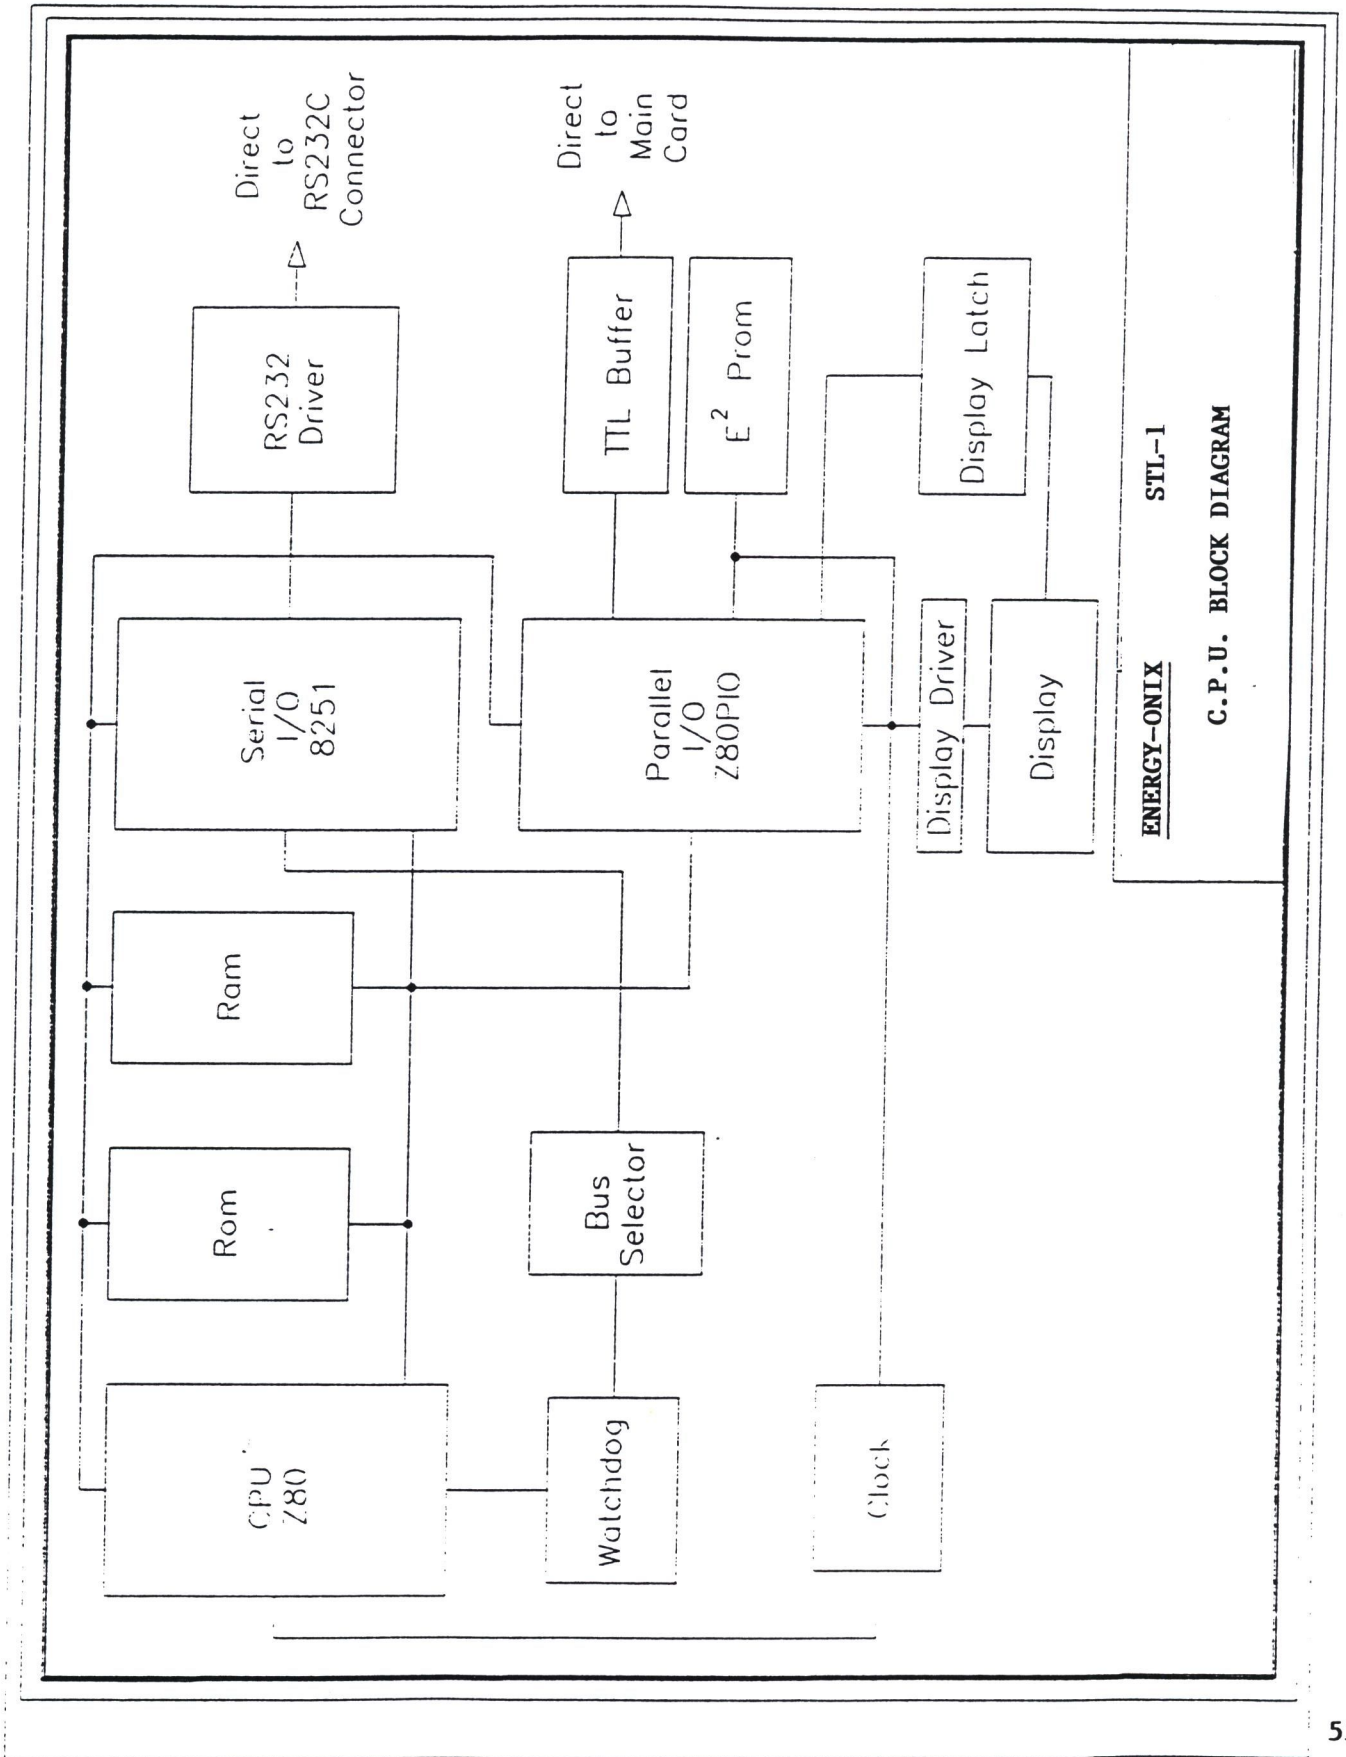 CPU
Z80
Rom
Ram
Serial
I/O
8251
RS232
Driver
Direct
to
RS232C
Connector
Watchdog
Bus
Selector
Parallel
I/O
Z80PIO
TTL Buffer
Direct
to
Main
Card
E² Prom
Clock
Display Driver
Display
Display Latch
ENERGY-ONIX STL-1
C.P.U. BLOCK DIAGRAM